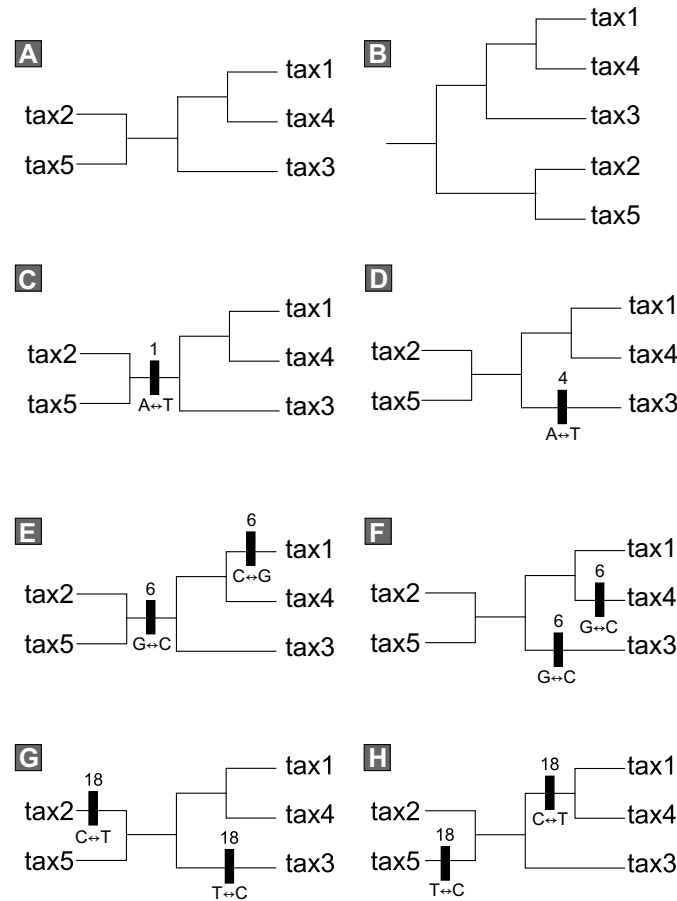 A
tax1
tax2
tax4
tax5
tax3
B
tax1
tax4
tax3
tax2
tax5
C
tax1
tax2
1
tax4
tax5
A↔T
tax3
D
tax1
tax2
tax4
4
tax5
tax3
A↔T
E
6
tax1
C↔G
tax2
6
tax4
tax5
G↔C
tax3
F
tax1
6
tax2
tax4
6
G↔C
tax5
tax3
G↔C
G
18
tax1
tax2
tax4
C↔T
18
tax5
tax3
T↔C
H
18
tax1
C↔T
tax2
tax4
18
tax5
tax3
T↔C